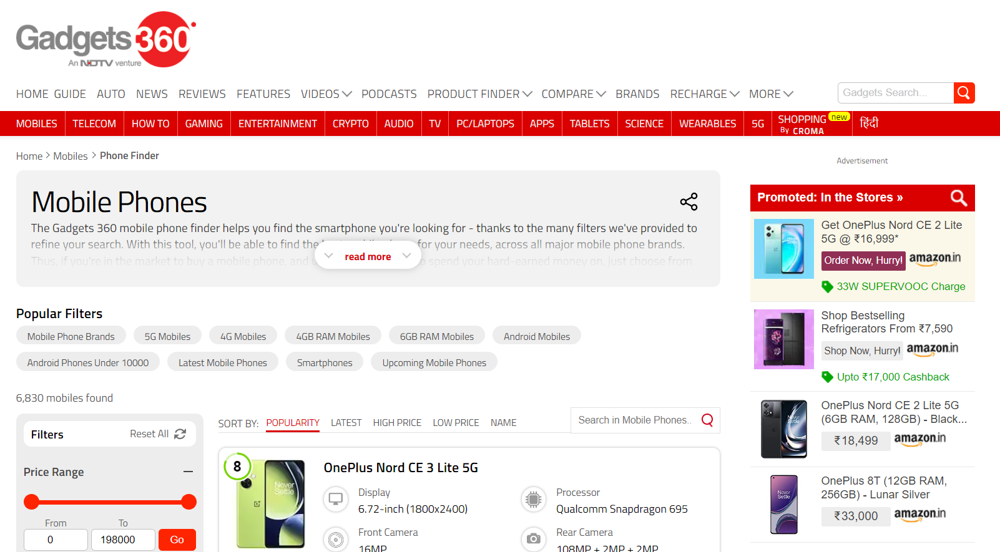 Gadgets 360
An NDTV venture
HOME GUIDE AUTO NEWS REVIEWS FEATURES VIDEOS PODCASTS PRODUCT FINDER COMPARE BRANDS RECHARGE MORE
Gadgets Search...
MOBILES TELECOM HOW TO GAMING ENTERTAINMENT CRYPTO AUDIO TV PC/LAPTOPS APPS TABLETS SCIENCE WEARABLES 5G SHOPPING new By CROMA हिंदी
Home > Mobiles > Phone Finder
Mobile Phones
The Gadgets 360 mobile phone finder helps you find the smartphone you're looking for - thanks to the many filters we've provided to
refine your search. With this tool, you'll be able to find the for your needs, across all major mobile phone brands.
Thus, if you're in the market to buy a mobile phone, and spend your hard-earned money on, just choose from
read more
Popular Filters
Mobile Phone Brands 5G Mobiles 4G Mobiles 4GB RAM Mobiles 6GB RAM Mobiles Android Mobiles
Android Phones Under 10000 Latest Mobile Phones Smartphones Upcoming Mobile Phones
6,830 mobiles found
Filters Reset All
Price Range
From To
0 198000 Go
SORT BY: POPULARITY LATEST HIGH PRICE LOW PRICE NAME
Search in Mobile Phones..
8
Never
Settle
OnePlus Nord CE 3 Lite 5G
Display
6.72-inch (1800x2400)
Processor
Qualcomm Snapdragon 695
Front Camera
16MP
Rear Camera
108MP + 2MP + 2MP
Advertisement
Promoted: In the Stores »
Get OnePlus Nord CE 2 Lite
5G @ ₹16,999*
Order Now, Hurry! amazon.in
33W SUPERVOOC Charge
Shop Bestselling
Refrigerators From ₹7,590
Shop Now, Hurry! amazon.in
Upto ₹17,000 Cashback
Never
Settle
OnePlus Nord CE 2 Lite 5G
(6GB RAM, 128GB) - Black...
₹18,499 amazon.in
Never
Settle
OnePlus 8T (12GB RAM,
256GB) - Lunar Silver
₹33,000 amazon.in